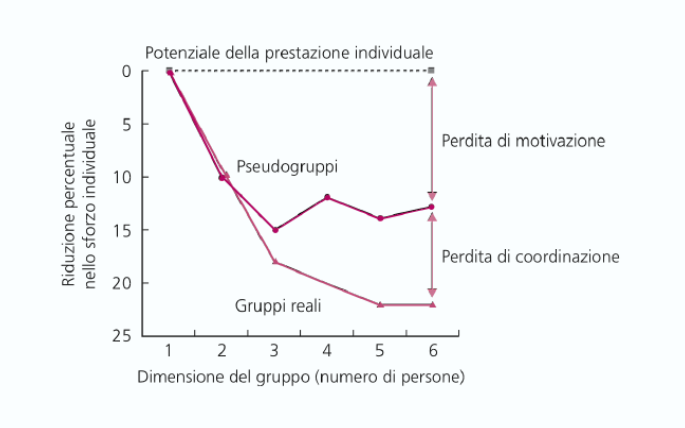 Potenziale della prestazione individuale
0
5
10
15
20
25
Riduzione percentuale
nello sforzo individuale
Pseudogruppi
Gruppi reali
Perdita di motivazione
Perdita di coordinazione
1 2 3 4 5 6
Dimensione del gruppo (numero di persone)